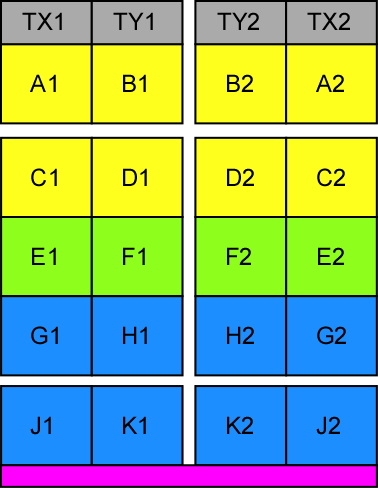 TX1 TY1 TY2 TX2
A1 B1 B2 A2
C1 D1 D2 C2
E1 F1 F2 E2
G1 H1 H2 G2
J1 K1 K2 J2